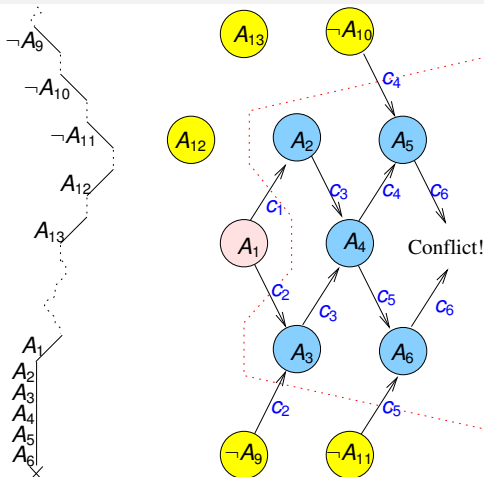 ¬A₉
¬A₁₀
¬A₁₁
A₁₂
A₁₃
A₁
A₂
A₃
A₄
A₅
A₆
A₁₃ ¬A₁₀
c₄
A₁₂ A₂ A₅
c₁ c₃ c₄ c₆
A₁ A₄ Conflict!
c₂ c₃ c₅ c₆
A₃ A₆
c₂ c₅
¬A₉ ¬A₁₁